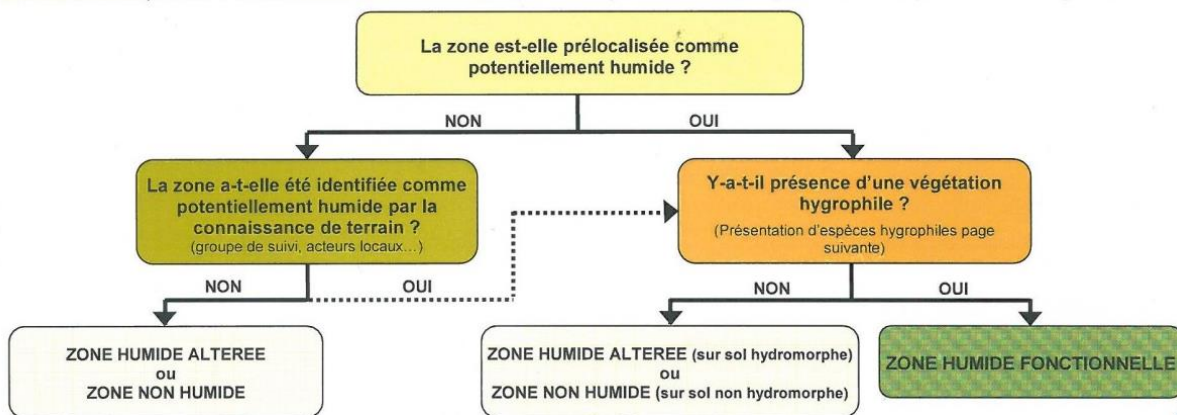 La zone est-elle prélocalisée comme
potentiellement humide ?
NON
OUI
La zone a-t-elle été identifiée comme
potentiellement humide par la
connaissance de terrain ?
(groupe de suivi, acteurs locaux…)
Y-a-t-il présence d'une végétation
hygrophile ?
(Présentation d'espèces hygrophiles page
suivante)
NON
OUI
NON
OUI
ZONE HUMIDE ALTEREE
ou
ZONE NON HUMIDE
ZONE HUMIDE ALTEREE (sur sol hydromorphe)
ou
ZONE NON HUMIDE (sur sol non hydromorphe)
ZONE HUMIDE FONCTIONNELLE